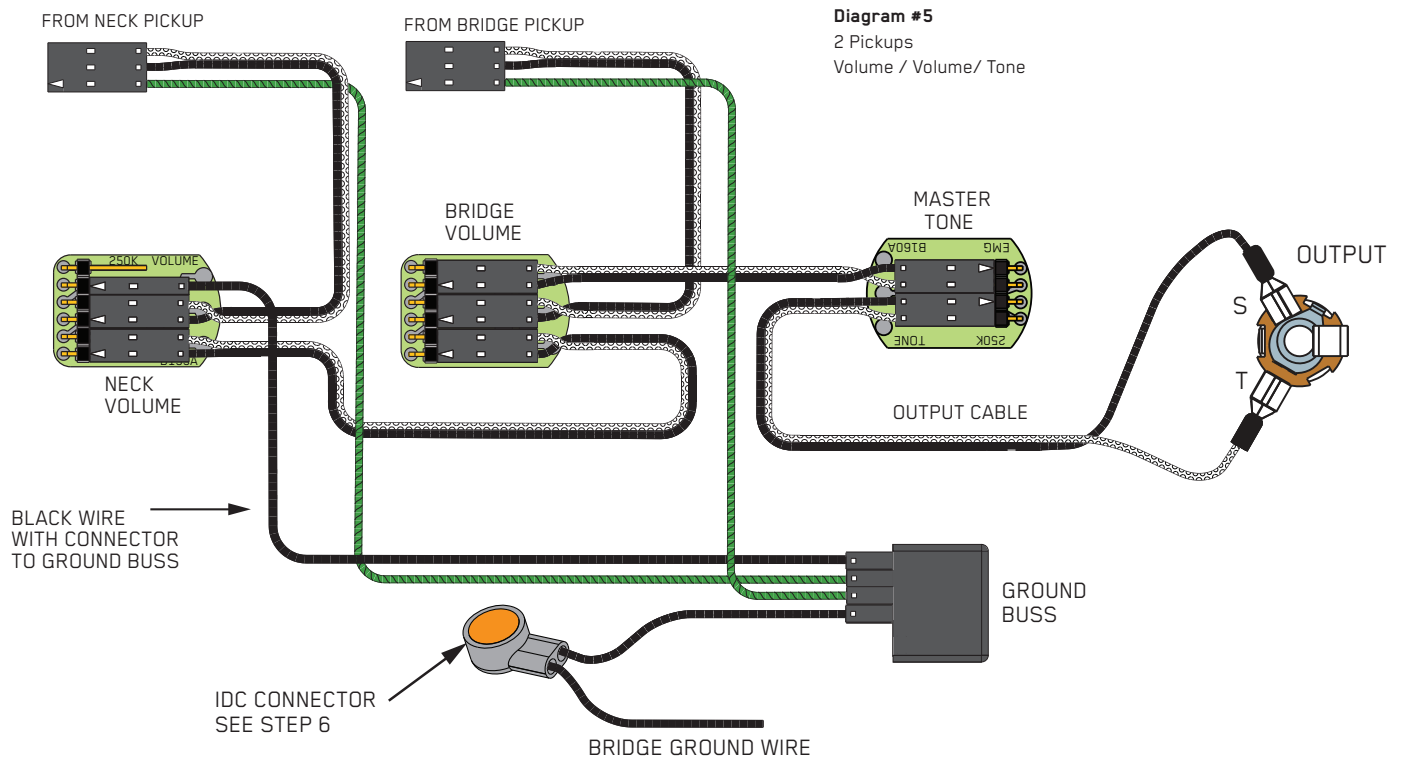 FROM NECK PICKUP
FROM BRIDGE PICKUP
Diagram #5
2 Pickups
Volume / Volume/ Tone
BRIDGE
VOLUME
MASTER
TONE
250K VOLUME
B160A
EMG
TONE
250K
OUTPUT
S
T
NECK
VOLUME
OUTPUT CABLE
BLACK WIRE
WITH CONNECTOR
TO GROUND BUSS
GROUND
BUSS
IDC CONNECTOR
SEE STEP 6
BRIDGE GROUND WIRE